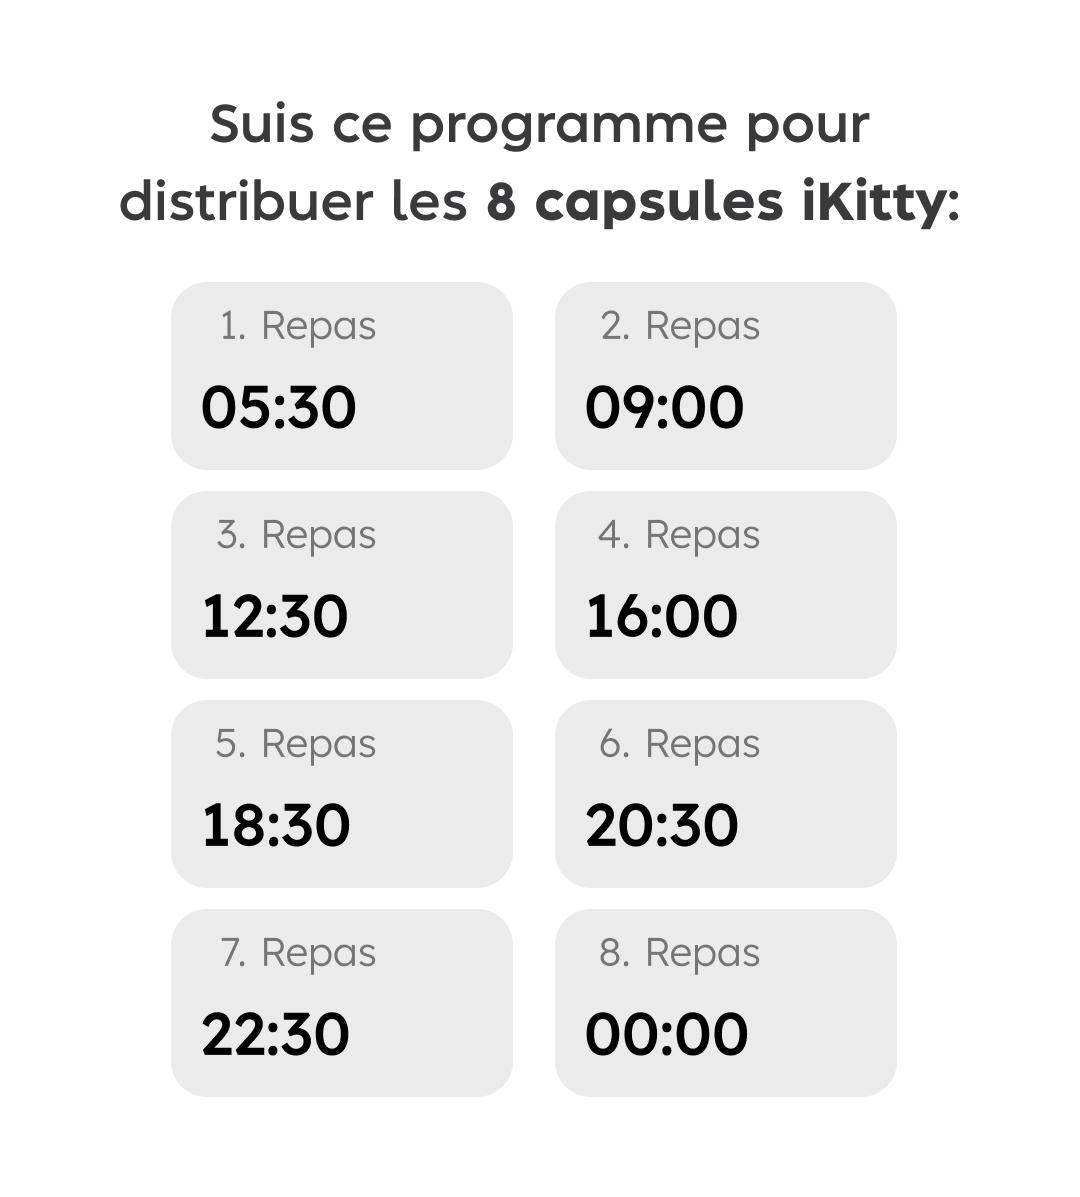 Suis ce programme pour
distribuer les 8 capsules iKitty:
1. Repas
05:30
2. Repas
09:00
3. Repas
12:30
4. Repas
16:00
5. Repas
18:30
6. Repas
20:30
7. Repas
22:30
8. Repas
00:00